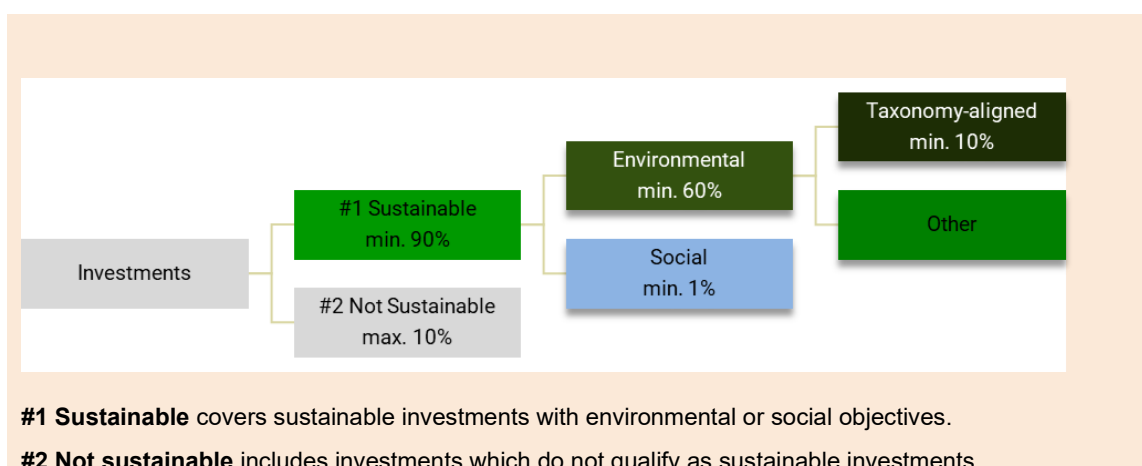 Taxonomy-aligned
min. 10%
Environmental
min. 60%
#1 Sustainable
min. 90%
Other
Investments
Social
min. 1%
#2 Not Sustainable
max. 10%
#1 Sustainable covers sustainable investments with environmental or social objectives.
#2 Not sustainable includes investments which do not qualify as sustainable investments